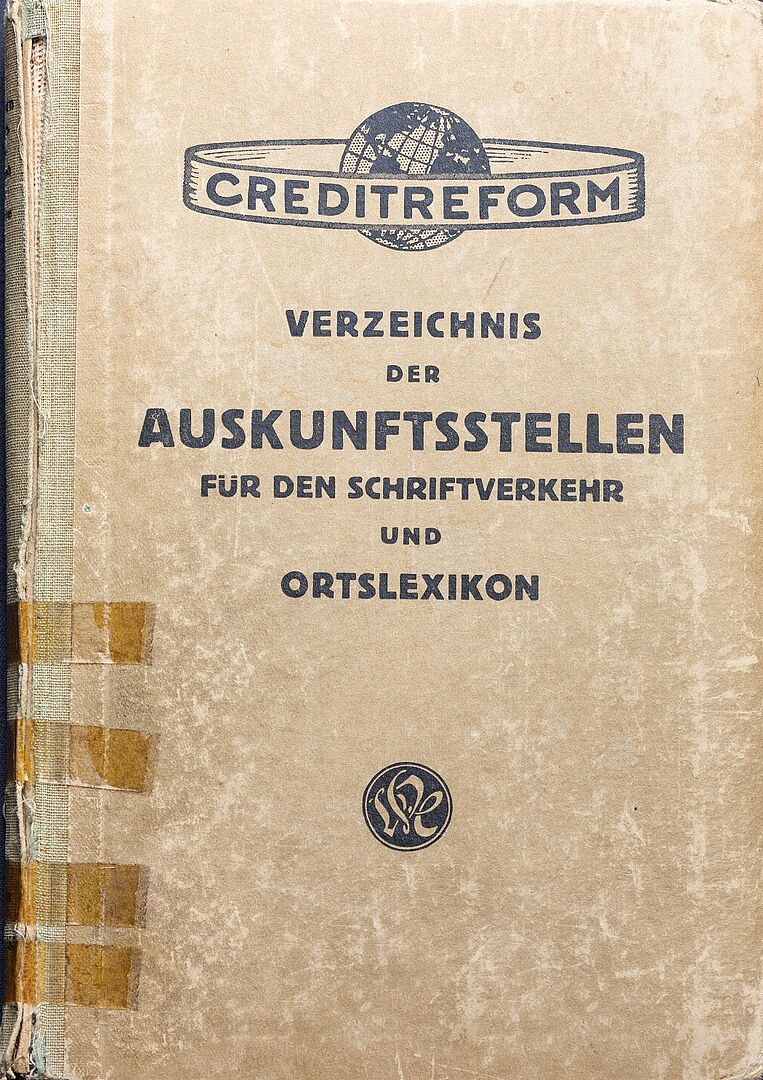 CREDITREFORM
VERZEICHNIS
DER
AUSKUNFTSSTELLEN
FÜR DEN SCHRIFTVERKEHR
UND
ORTSLEXIKON